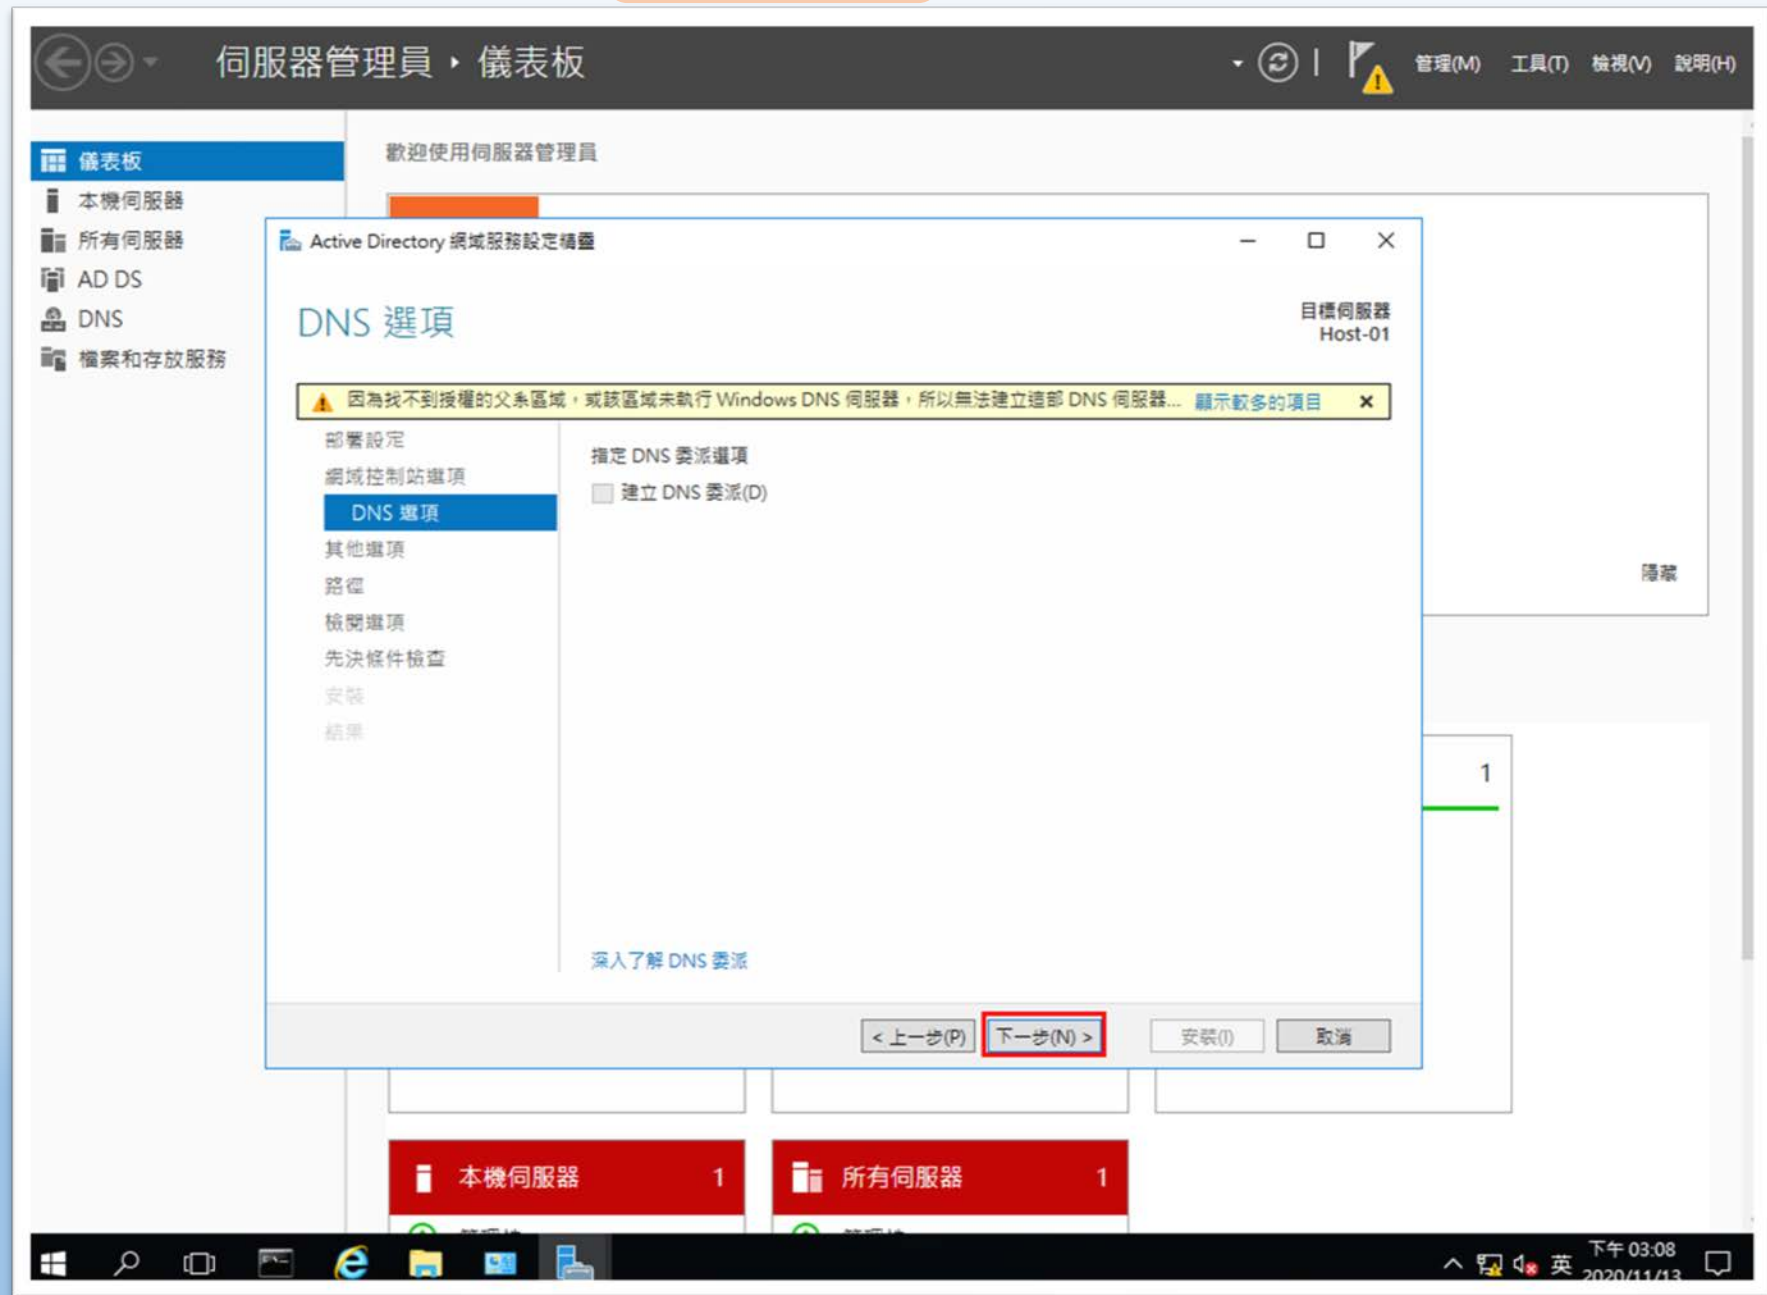 伺服器管理員 ‣ 儀表板
管理(M) 工具(T) 檢視(V) 說明(H)
儀表板
本機伺服器
所有伺服器
AD DS
DNS
檔案和存放服務
歡迎使用伺服器管理員
Active Directory 網域服務設定精靈
DNS 選項
目標伺服器
Host-01
因為找不到授權的父系區域，或該區域未執行 Windows DNS 伺服器，所以無法建立這部 DNS 伺服器... 顯示較多的項目
部署設定
網域控制站選項
DNS 選項
其他選項
路徑
檢閱選項
先決條件檢查
安裝
結果
指定 DNS 委派選項
建立 DNS 委派(D)
深入了解 DNS 委派
< 上一步(P) 下一步(N) > 安裝(I) 取消
隱藏
1
本機伺服器 1
所有伺服器 1
英
下午 03:08
2020/11/13